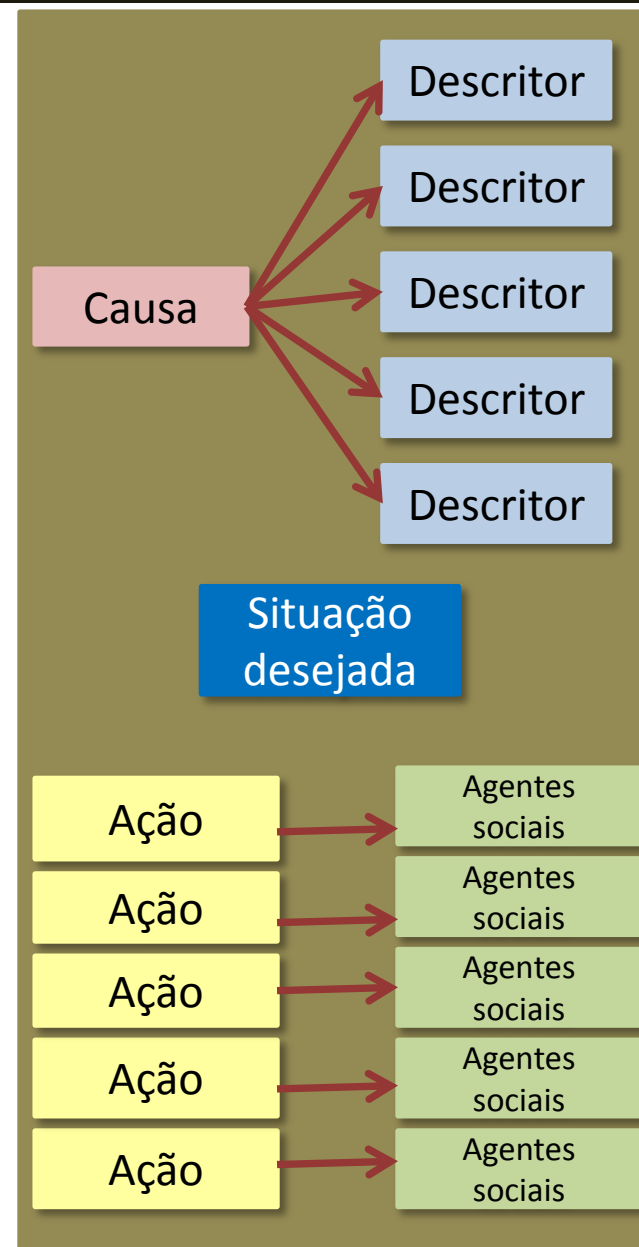 Descritor
Descritor
Causa
Descritor
Descritor
Descritor
Situação
desejada
Ação
Agentes
sociais
Ação
Agentes
sociais
Ação
Agentes
sociais
Ação
Agentes
sociais
Ação
Agentes
sociais